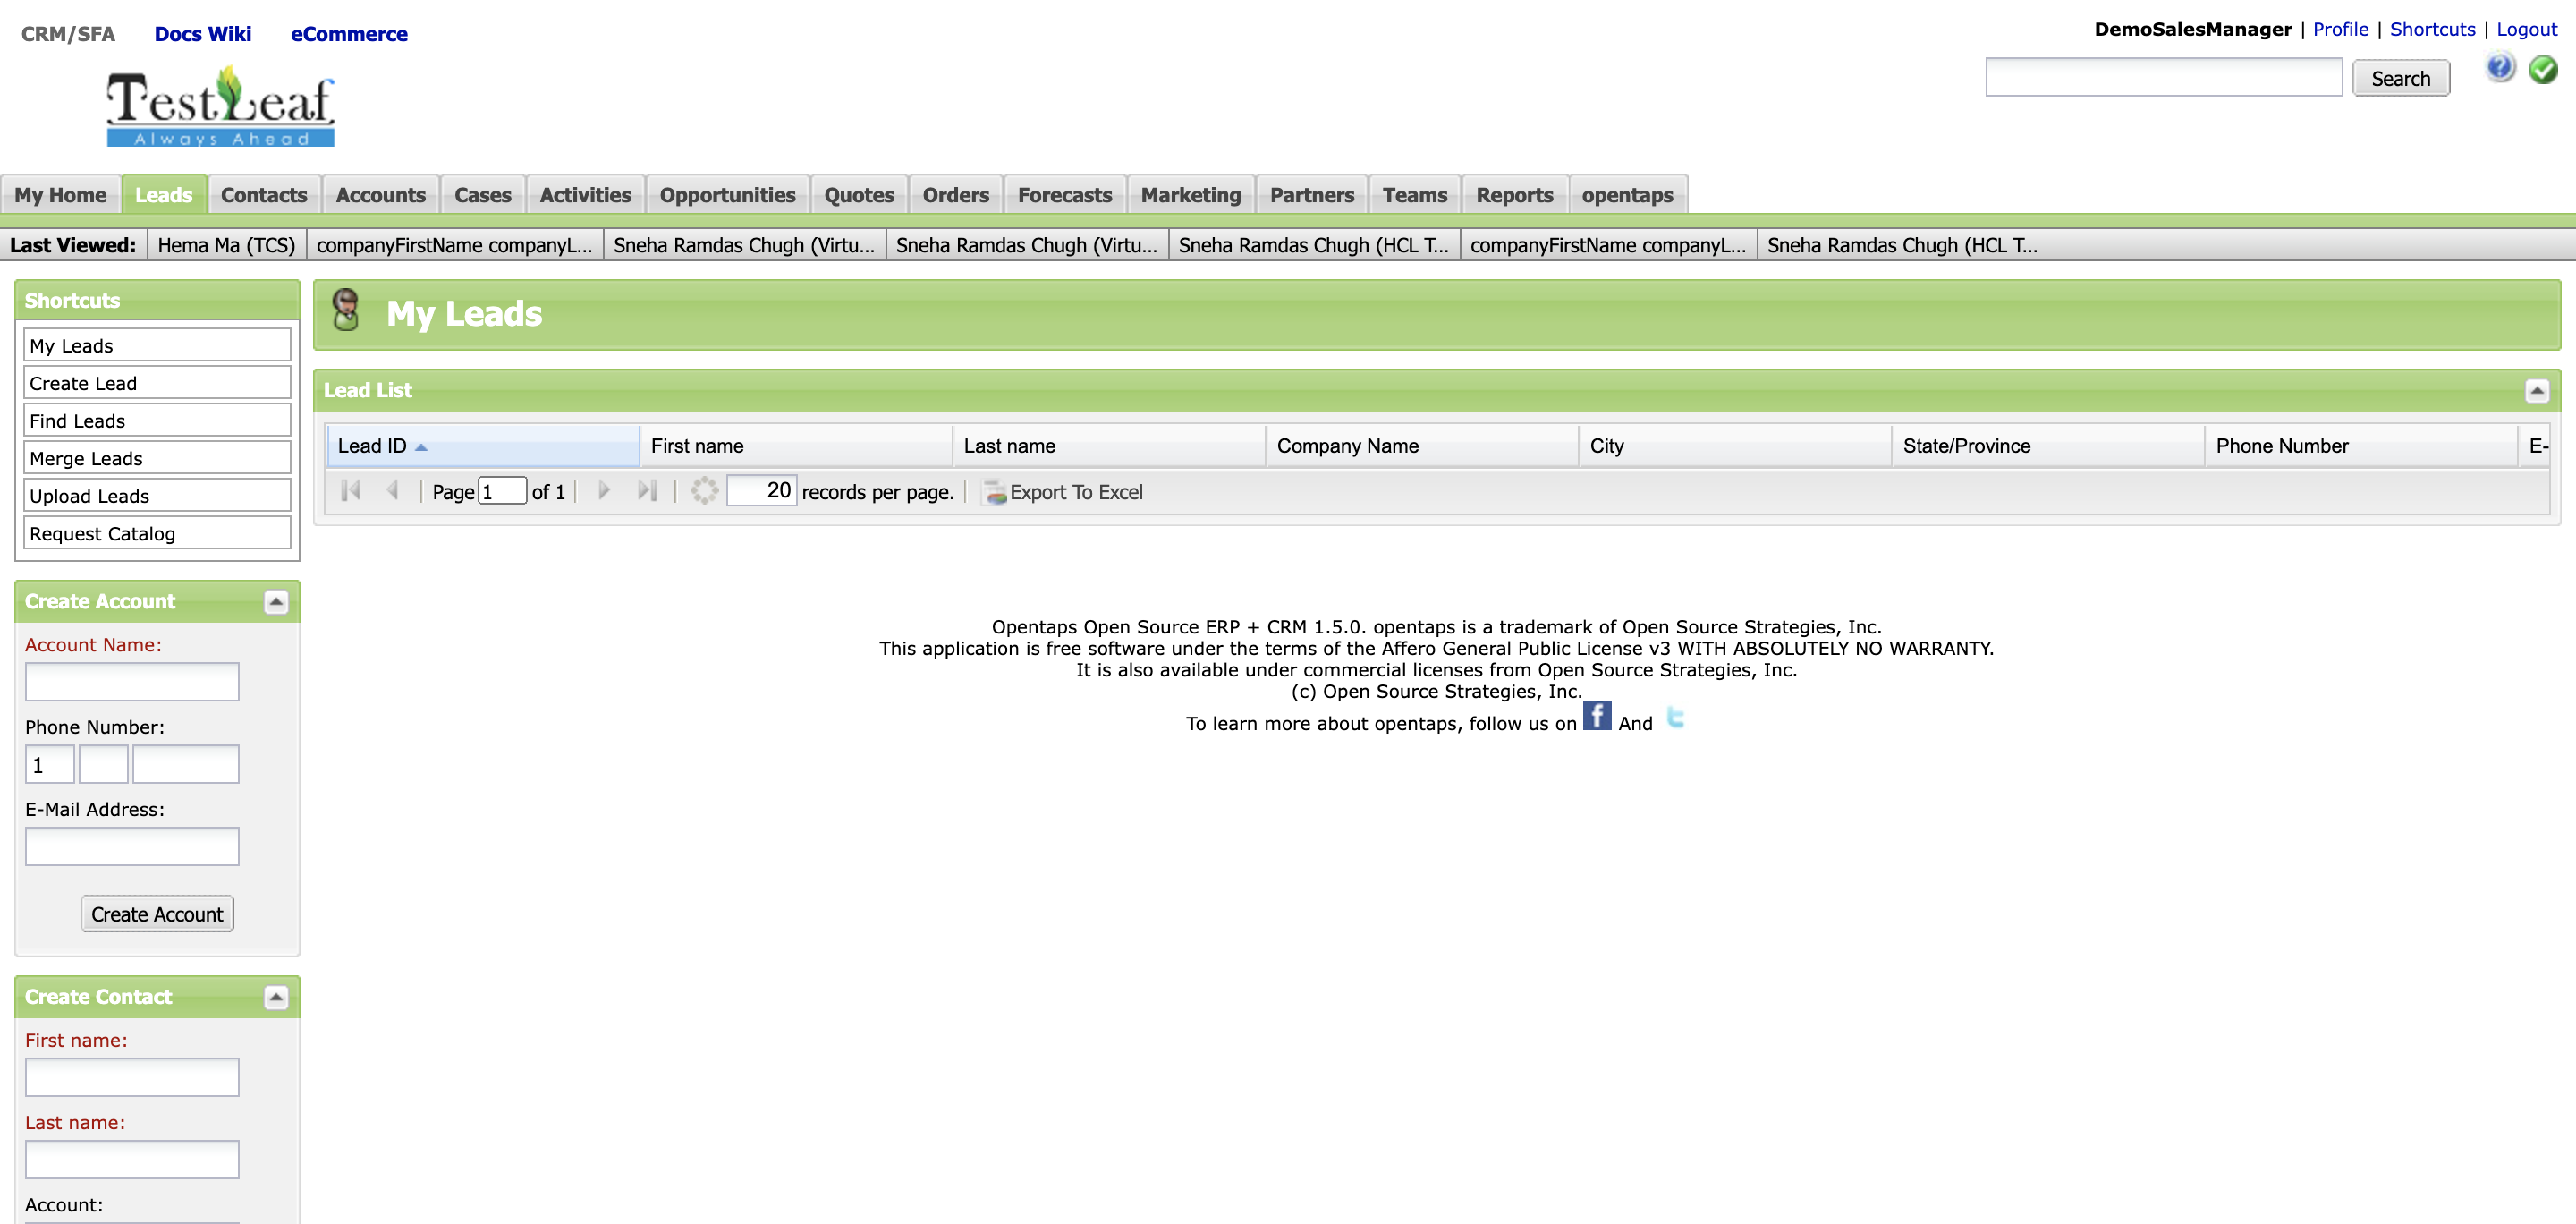 CRM/SFA Docs Wiki eCommerce
DemoSalesManager | Profile | Shortcuts | Logout
Search
TestLeaf
Always Ahead
My Home Leads Contacts Accounts Cases Activities Opportunities Quotes Orders Forecasts Marketing Partners Teams Reports opentaps
Last Viewed: Hema Ma (TCS) companyFirstName companyL... Sneha Ramdas Chugh (Virtu... Sneha Ramdas Chugh (Virtu... Sneha Ramdas Chugh (HCL T... companyFirstName companyL... Sneha Ramdas Chugh (HCL T...
Shortcuts
My Leads
Create Lead
Find Leads
Merge Leads
Upload Leads
Request Catalog
Create Account
Account Name:
Phone Number:
1
E-Mail Address:
Create Account
Create Contact
First name:
Last name:
Account:
My Leads
Lead List
Lead ID First name Last name Company Name City State/Province Phone Number E-
Page 1 of 1 20 records per page. Export To Excel
Opentaps Open Source ERP + CRM 1.5.0. opentaps is a trademark of Open Source Strategies, Inc.
This application is free software under the terms of the Affero General Public License v3 WITH ABSOLUTELY NO WARRANTY.
It is also available under commercial licenses from Open Source Strategies, Inc.
(c) Open Source Strategies, Inc.
To learn more about opentaps, follow us on f And t